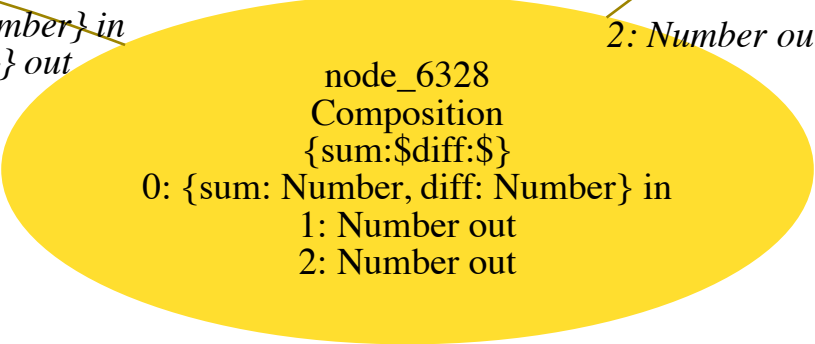 mber} in
} out
2: Number ou
node_6328
Composition
{sum:$diff:$}
0: {sum: Number, diff: Number} in
1: Number out
2: Number out